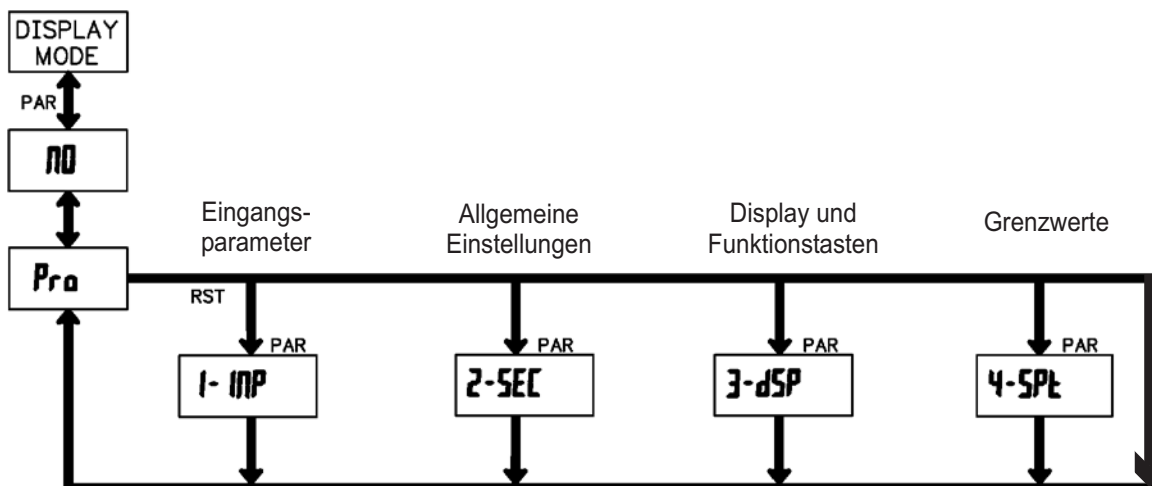 DISPLAY
MODE
PAR
NO
Eingangs-
parameter
Allgemeine
Einstellungen
Display und
Funktionstasten
Grenzwerte
Pro
RST
PAR
PAR
PAR
PAR
1-INP
2-SEC
3-dSP
4-SPt